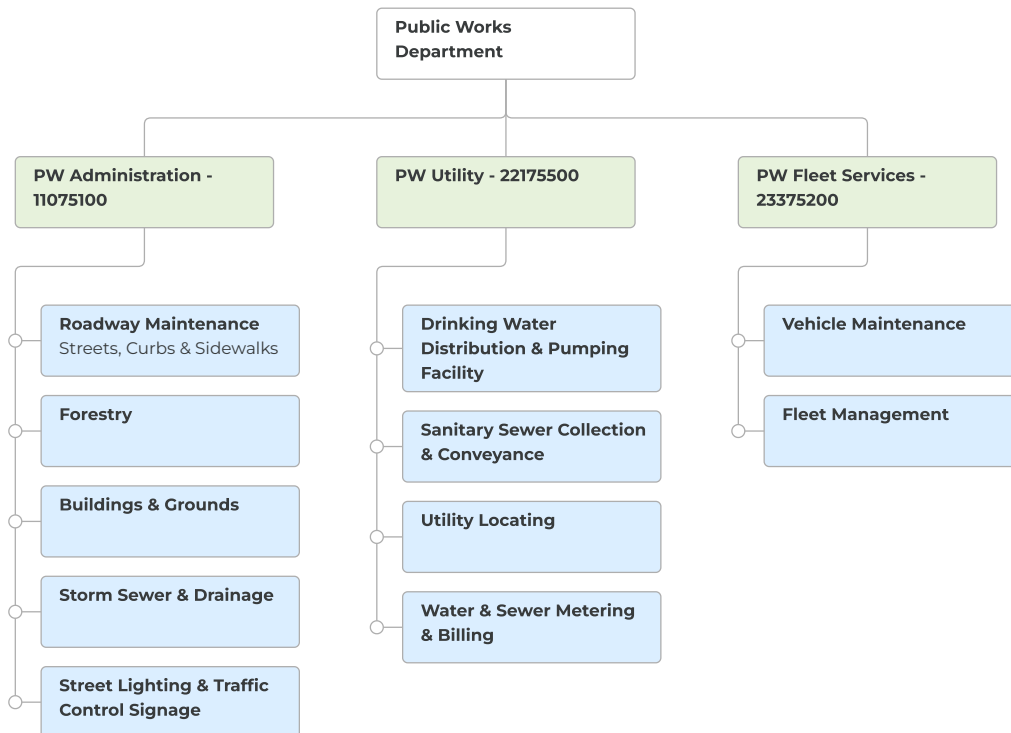 Public Works
Department
PW Administration -
11075100
PW Utility - 22175500
PW Fleet Services -
23375200
Roadway Maintenance
Streets, Curbs & Sidewalks
Forestry
Buildings & Grounds
Storm Sewer & Drainage
Street Lighting & Traffic
Control Signage
Drinking Water
Distribution & Pumping
Facility
Sanitary Sewer Collection
& Conveyance
Utility Locating
Water & Sewer Metering
& Billing
Vehicle Maintenance
Fleet Management